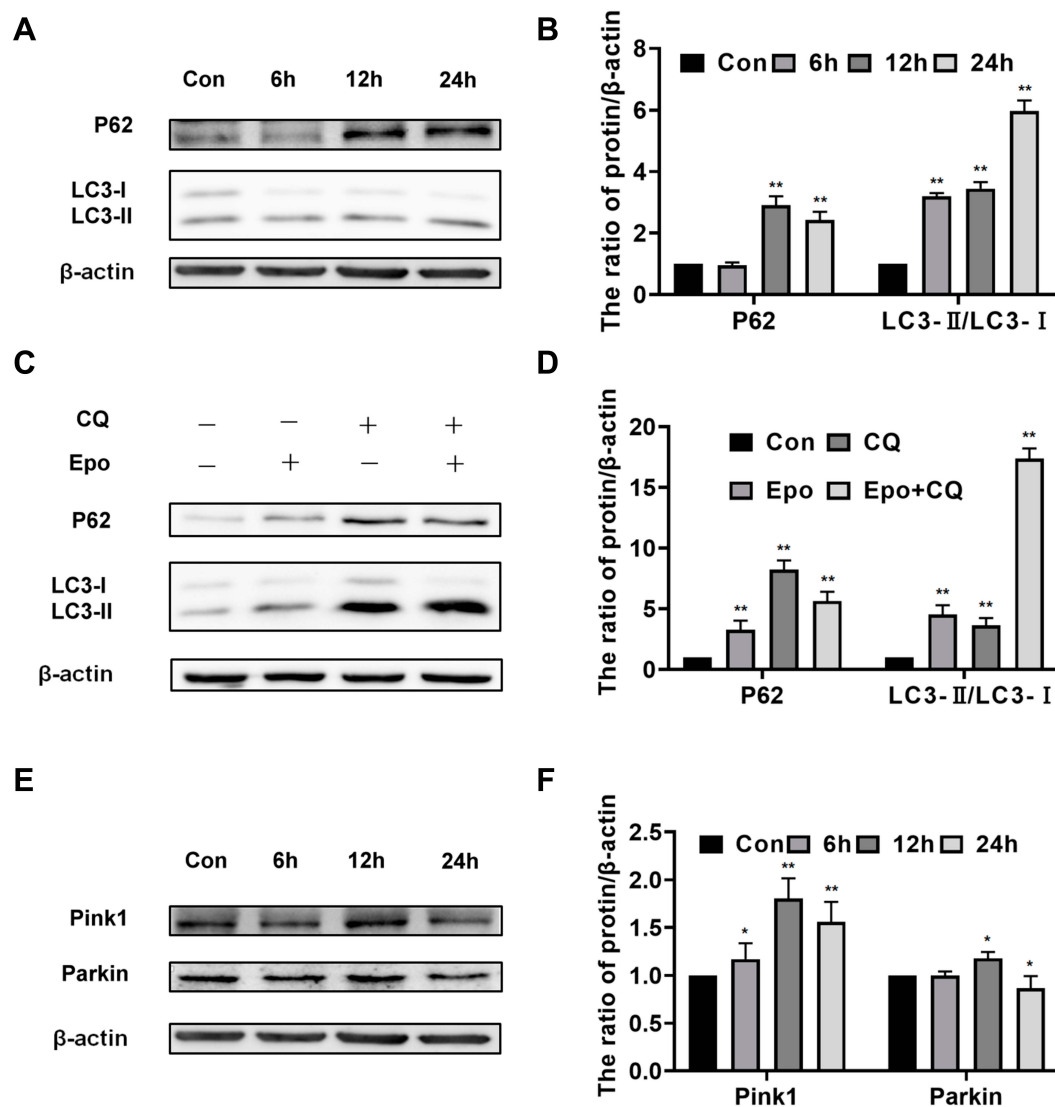 A
Con 6h 12h 24h
P62
LC3-I
LC3-II
β-actin
B
The ratio of protin/β-actin
8
6
4
2
0
Con 6h 12h 24h
** ** ** ** **
P62 LC3-Ⅱ/LC3-Ⅰ
C
CQ − − + +
Epo − + − +
P62
LC3-I
LC3-II
β-actin
D
The ratio of protin/β-actin
20
15
10
5
0
Con CQ
Epo Epo+CQ
** ** ** ** ** **
P62 LC3-Ⅱ/LC3-Ⅰ
E
Con 6h 12h 24h
Pink1
Parkin
β-actin
F
The ratio of protin/β-actin
2.5
2.0
1.5
1.0
0.5
0.0
Con 6h 12h 24h
* ** ** * *
Pink1 Parkin